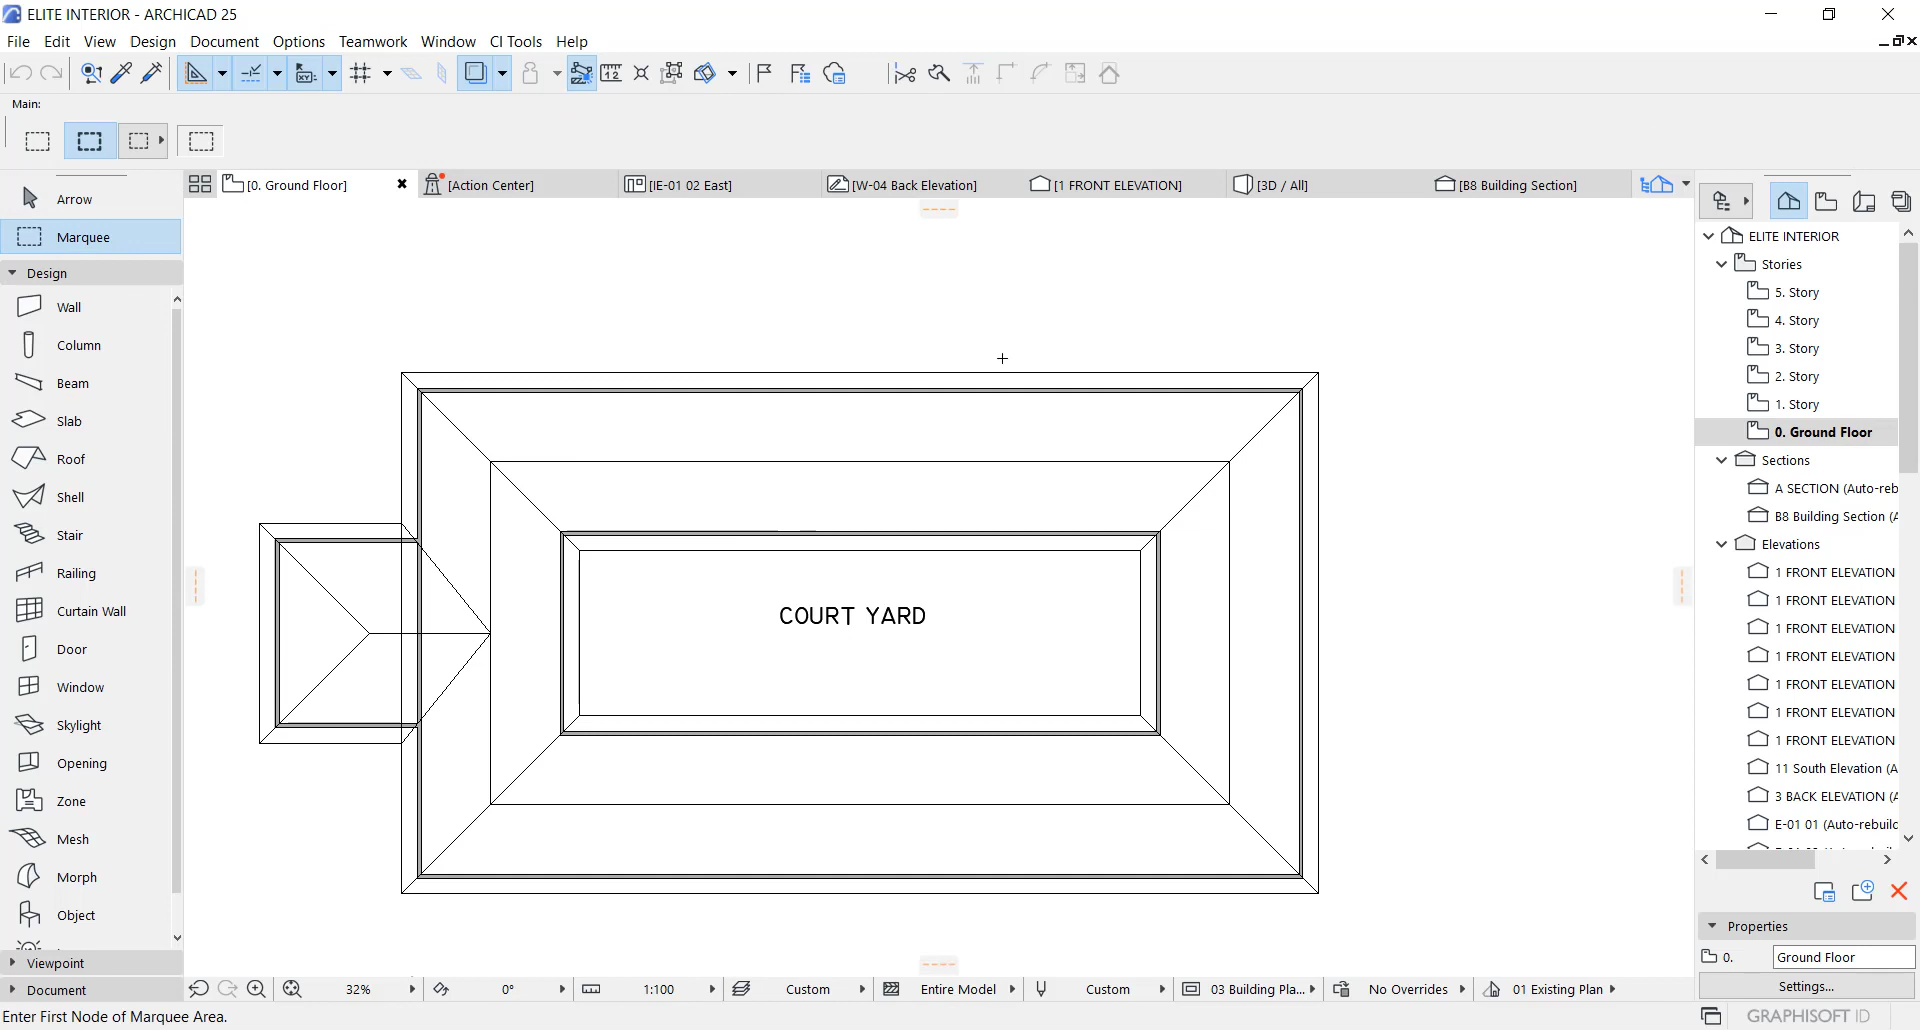 ELITE INTERIOR - ARCHICAD 25
File Edit View Design Document Options Teamwork Window CI Tools Help
Main:
[0. Ground Floor] [Action Center] [IE-01 02 East] [W-04 Back Elevation] [1 FRONT ELEVATION] [3D / All] [B8 Building Section]
Arrow
Marquee
Design
Wall
Column
Beam
Slab
Roof
Shell
Stair
Railing
Curtain Wall
Door
Window
Skylight
Opening
Zone
Mesh
Morph
Object
Viewpoint
Document
COURT YARD
ELITE INTERIOR
Stories
5. Story
4. Story
3. Story
2. Story
1. Story
0. Ground Floor
Sections
A SECTION (Auto-reb
B8 Building Section (A
Elevations
1 FRONT ELEVATION
1 FRONT ELEVATION
1 FRONT ELEVATION
1 FRONT ELEVATION
1 FRONT ELEVATION
1 FRONT ELEVATION
1 FRONT ELEVATION
11 South Elevation (A
3 BACK ELEVATION (A
E-01 01 (Auto-rebuild
Properties
0. Ground Floor
Settings...
32% 0° 1:100 Custom Entire Model Custom 03 Building Pla... No Overrides 01 Existing Plan
Enter First Node of Marquee Area.
GRAPHISOFT ID